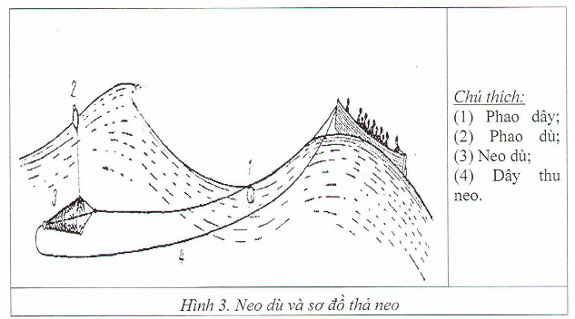 2
1
3
4
Chú thích:
(1) Phao dây;
(2) Phao dù;
(3) Neo dù;
(4) Dây thu
neo.
Hình 3. Neo dù và sơ đồ thả neo